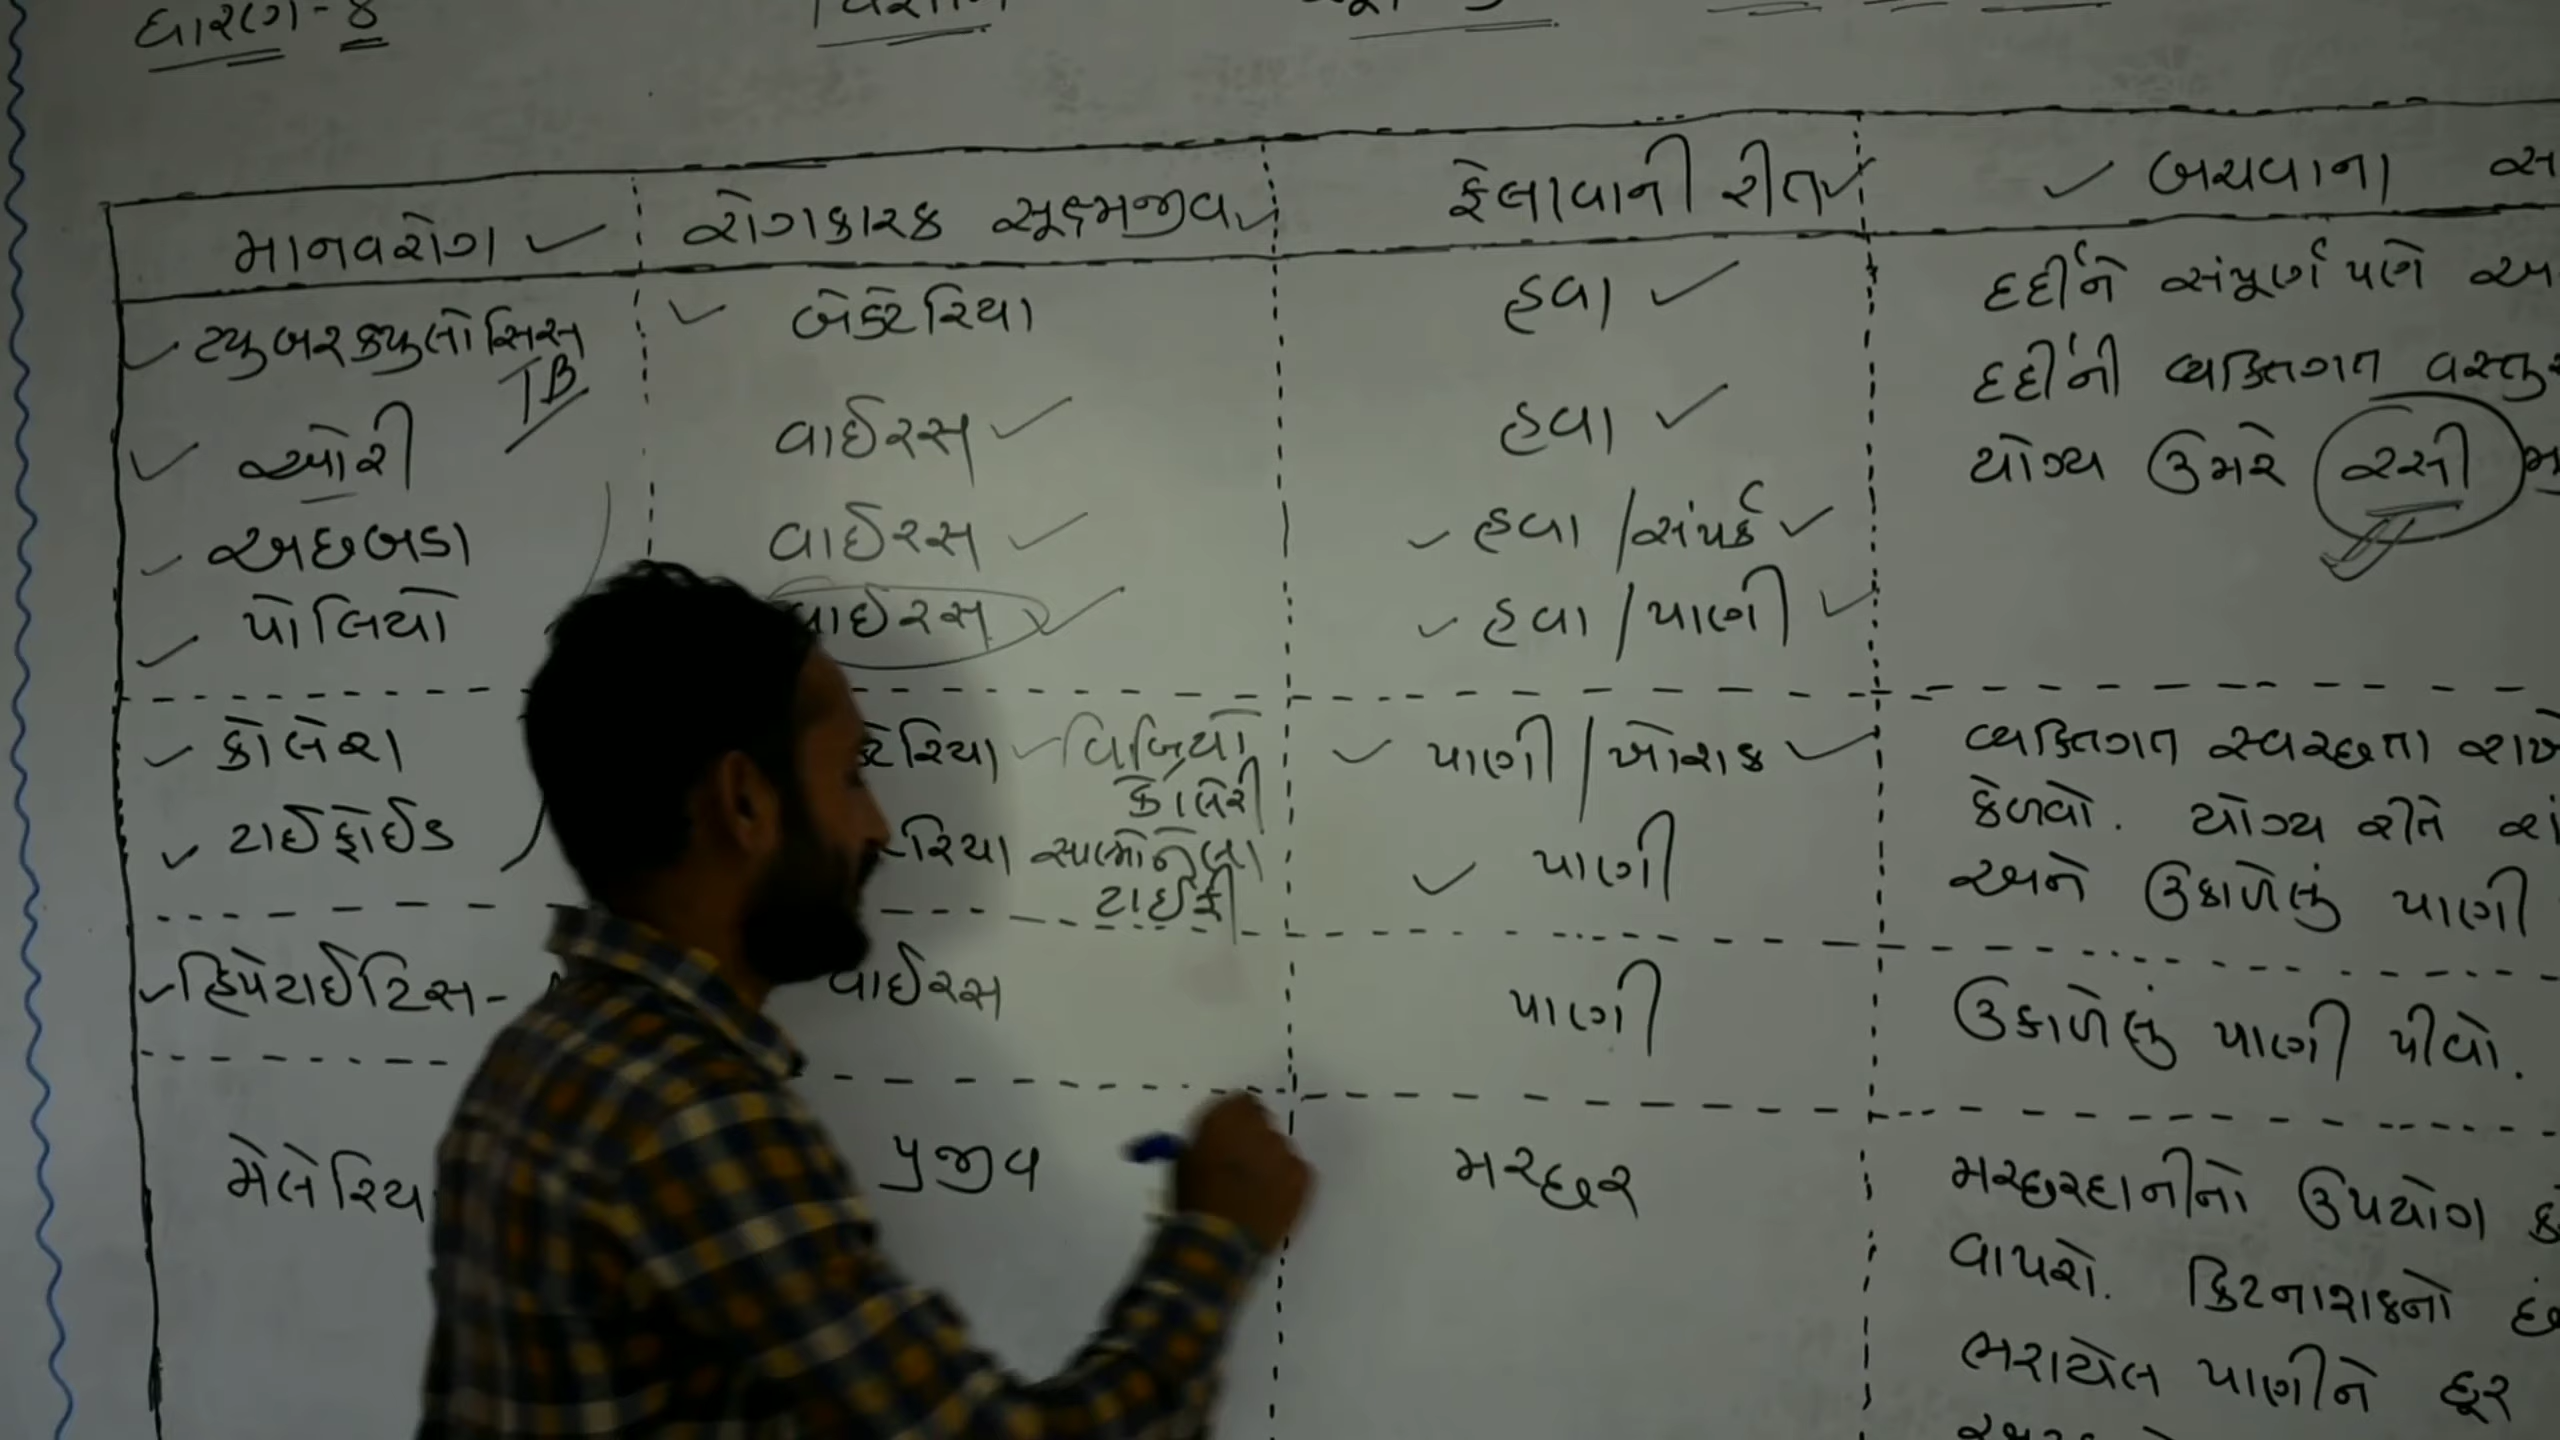 ધોરણ-૪
માનવરોગ રોગકારક સૂક્ષ્મજીવ ફેલાવાની રીત બચવાના
ટ્યુબરક્યુલોસિસ બેક્ટેરિયા હવા દર્દીને સંપૂર્ણ પણે
TB
દર્દીની વ્યક્તિગત
ઓરી વાઈરસ હવા યોગ્ય ઉંમરે રસી
અછબડા વાઈરસ હવા /સંપર્ક
પોલિયો વાઈરસ હવા /પાણી
કોલેરા વિબ્રિયો પાણી/ખોરાક વ્યક્તિગત સ્વચ્છતા
કોલેરી
કેળવો. યોગ્ય રીતે
ટાઈફોઈડ સાલ્મોનેલા પાણી
ટાઈફી
અને ઉકાળેલું પાણી
હિપેટાઈટિસ- વાઈરસ પાણી ઉકાળેલું પાણી પીવો.
પ્રજીવ મચ્છર મચ્છરદાનીનો ઉપયોગ
વાપરો. કિટનાશકનો
ભરાયેલ પાણીને દૂર